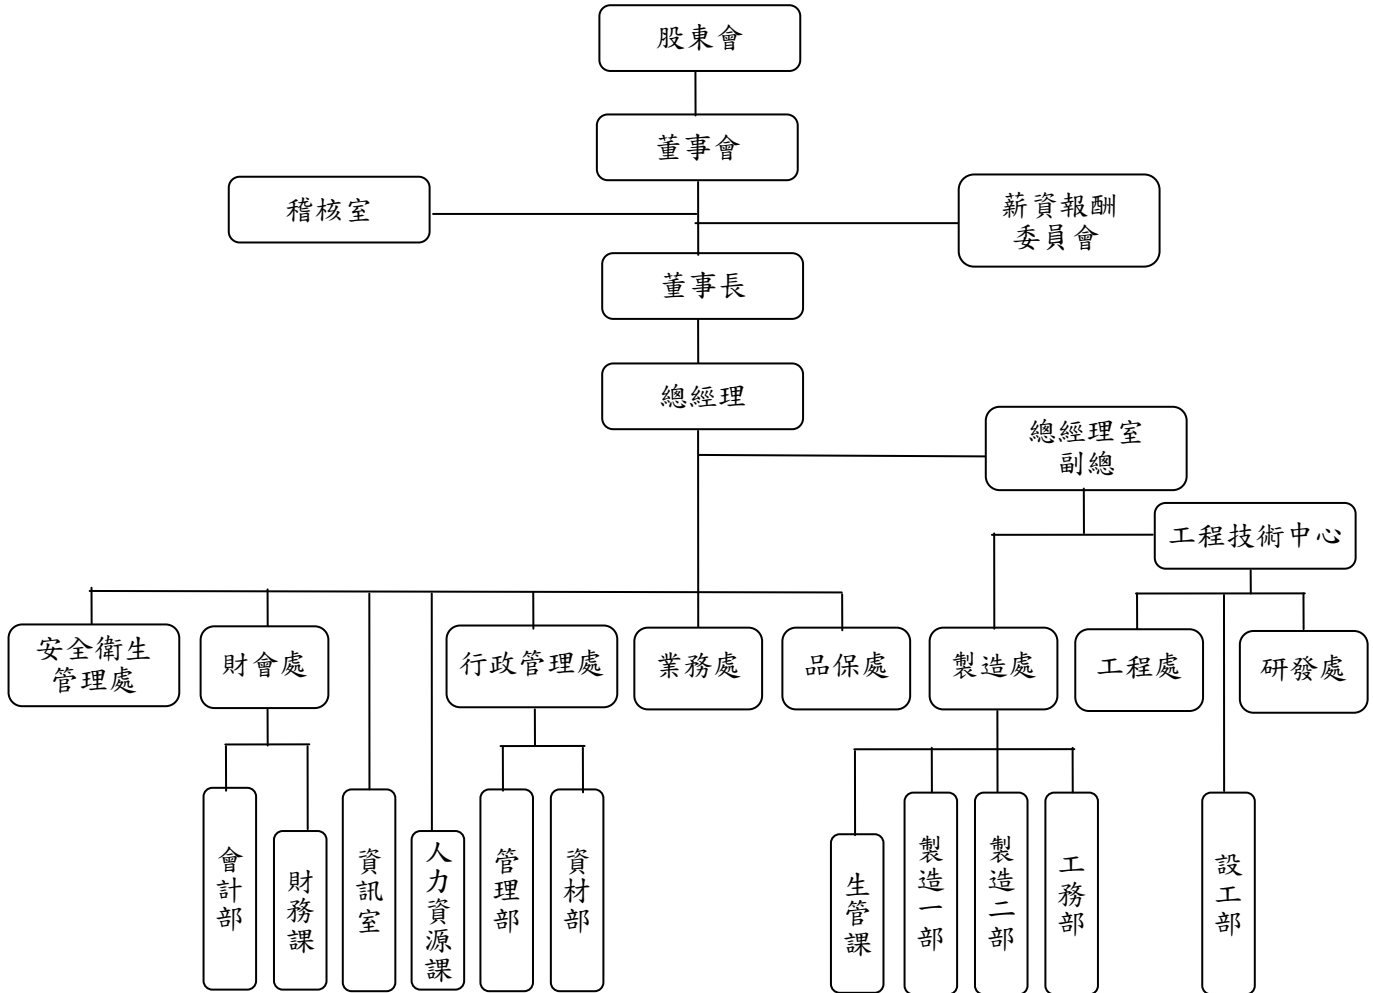 股東會
董事會
稽核室
薪資報酬
委員會
董事長
總經理
總經理室
副總
工程技術中心
安全衛生
管理處
財會處
行政管理處
業務處
品保處
製造處
工程處
研發處
會計部
財務課
資訊室
人力資源課
管理部
資材部
生管課
製造一部
製造二部
工務部
設工部